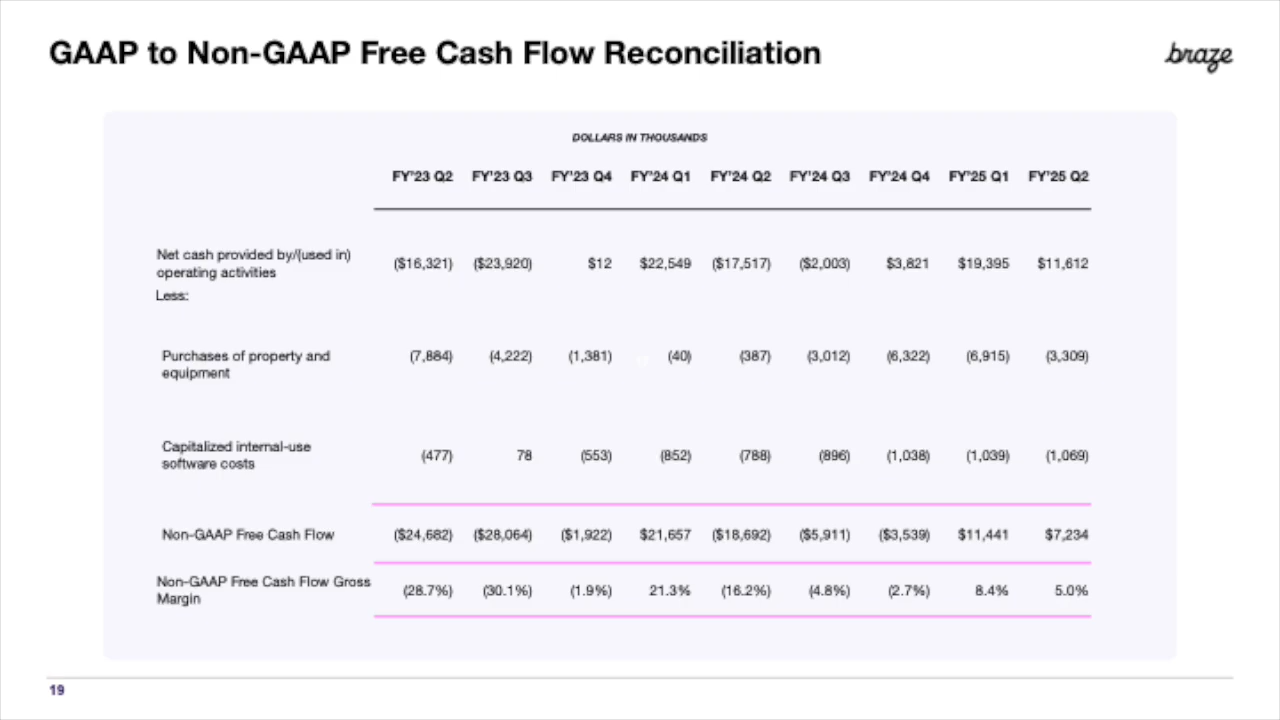 GAAP to Non-GAAP Free Cash Flow Reconciliation
braze
DOLLARS IN THOUSANDS
FY'23 Q2 FY'23 Q3 FY'23 Q4 FY'24 Q1 FY'24 Q2 FY'24 Q3 FY'24 Q4 FY'25 Q1 FY'25 Q2
Net cash provided by/(used in)
operating activities
($16,321) ($23,920) $12 $22,549 ($17,517) ($2,003) $3,821 $19,395 $11,612
Less:
Purchases of property and
equipment
(7,884) (4,222) (1,381) (40) (387) (3,012) (6,322) (6,915) (3,309)
Capitalized internal-use
software costs
(477) 78 (553) (852) (788) (896) (1,038) (1,039) (1,069)
Non-GAAP Free Cash Flow ($24,682) ($28,064) ($1,922) $21,657 ($18,692) ($5,911) ($3,539) $11,441 $7,234
Non-GAAP Free Cash Flow Gross
Margin
(28.7%) (30.1%) (1.9%) 21.3% (16.2%) (4.8%) (2.7%) 8.4% 5.0%
19